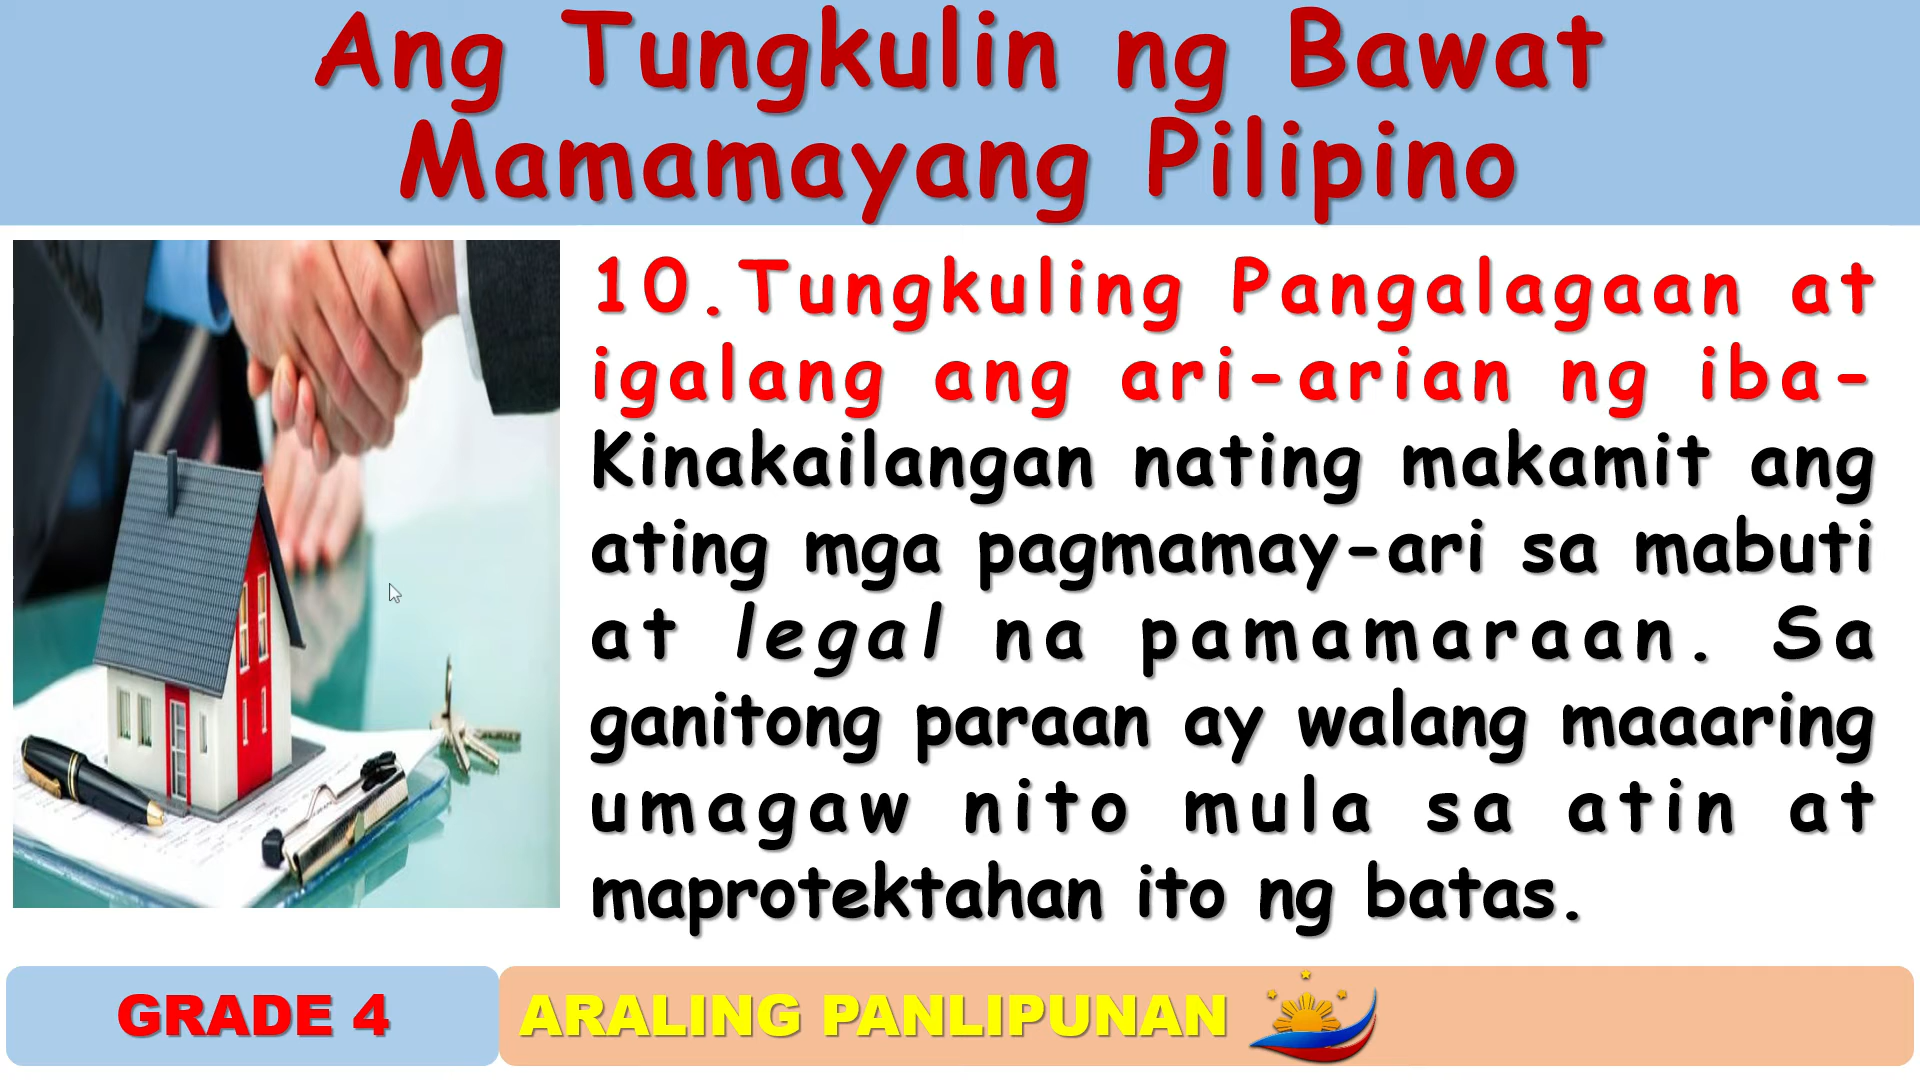 Ang Tungkulin ng Bawat
Mamamayang Pilipino
10.Tungkuling Pangalagaan at
igalang ang ari-arian ng iba-
Kinakailangan nating makamit ang
ating mga pagmamay-ari sa mabuti
at legal na pamamaraan. Sa
ganitong paraan ay walang maaaring
umagaw nito mula sa atin at
maprotektahan ito ng batas.
GRADE 4
ARALING PANLIPUNAN